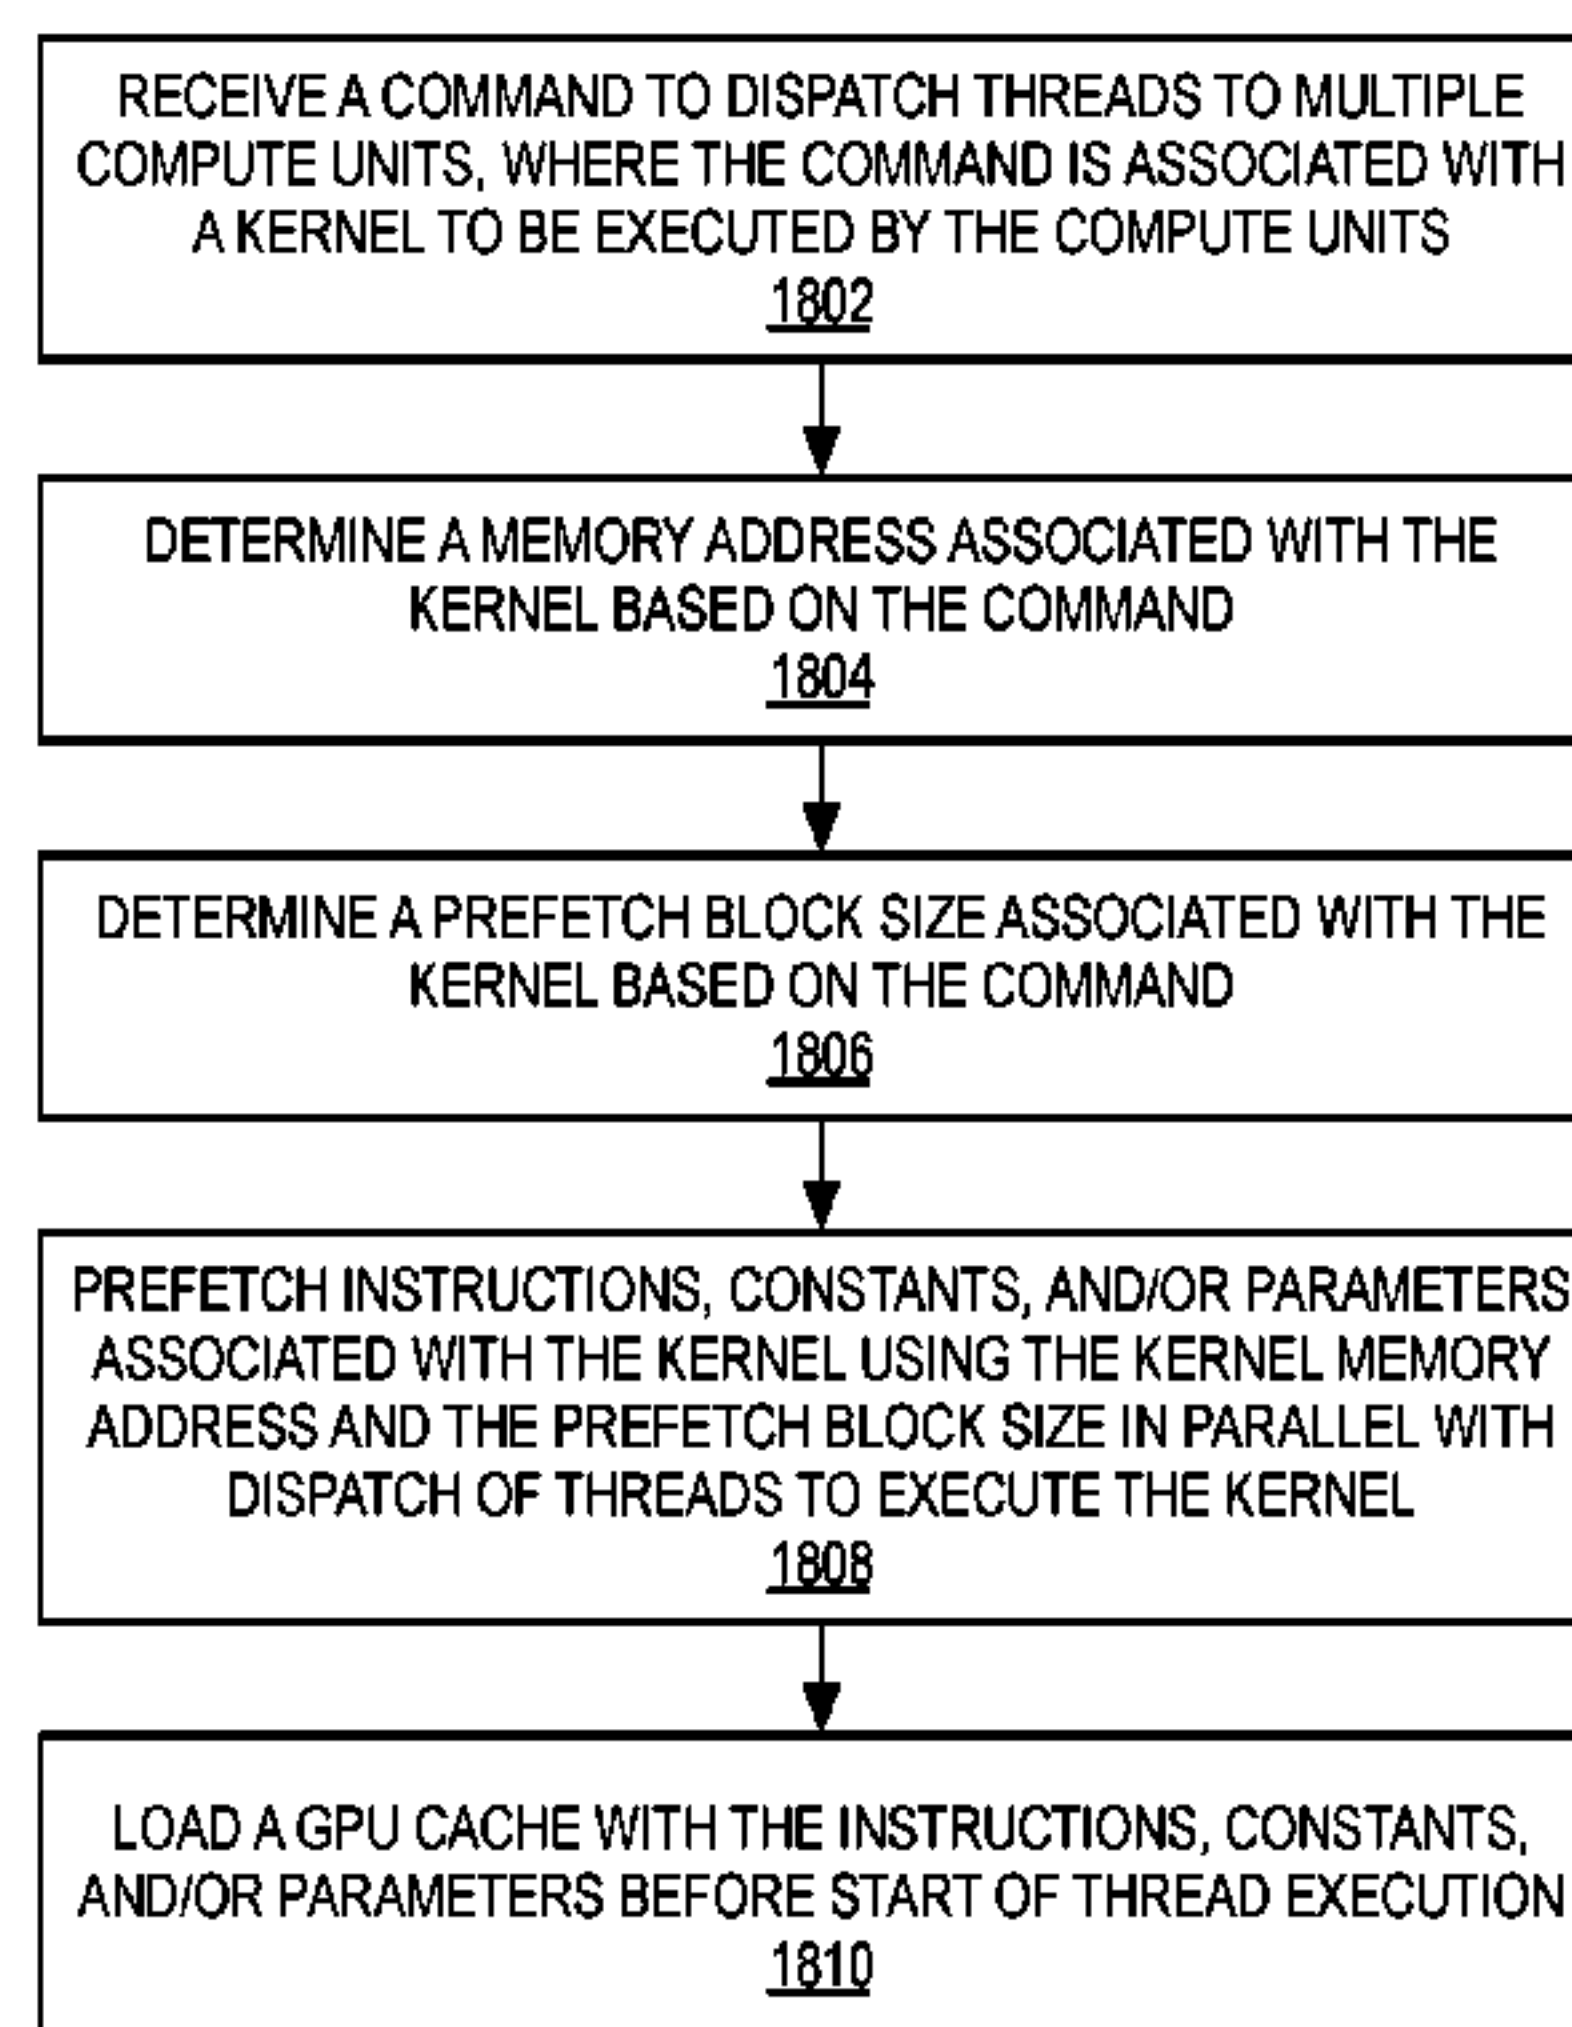 RECEIVE A COMMAND TO DISPATCH THREADS TO MULTIPLE
COMPUTE UNITS, WHERE THE COMMAND IS ASSOCIATED WITH
A KERNEL TO BE EXECUTED BY THE COMPUTE UNITS
1802
DETERMINE A MEMORY ADDRESS ASSOCIATED WITH THE
KERNEL BASED ON THE COMMAND
1804
DETERMINE A PREFETCH BLOCK SIZE ASSOCIATED WITH THE
KERNEL BASED ON THE COMMAND
1806
PREFETCH INSTRUCTIONS, CONSTANTS, AND/OR PARAMETERS
ASSOCIATED WITH THE KERNEL USING THE KERNEL MEMORY
ADDRESS AND THE PREFETCH BLOCK SIZE IN PARALLEL WITH
DISPATCH OF THREADS TO EXECUTE THE KERNEL
1808
LOAD A GPU CACHE WITH THE INSTRUCTIONS, CONSTANTS,
AND/OR PARAMETERS BEFORE START OF THREAD EXECUTION
1810